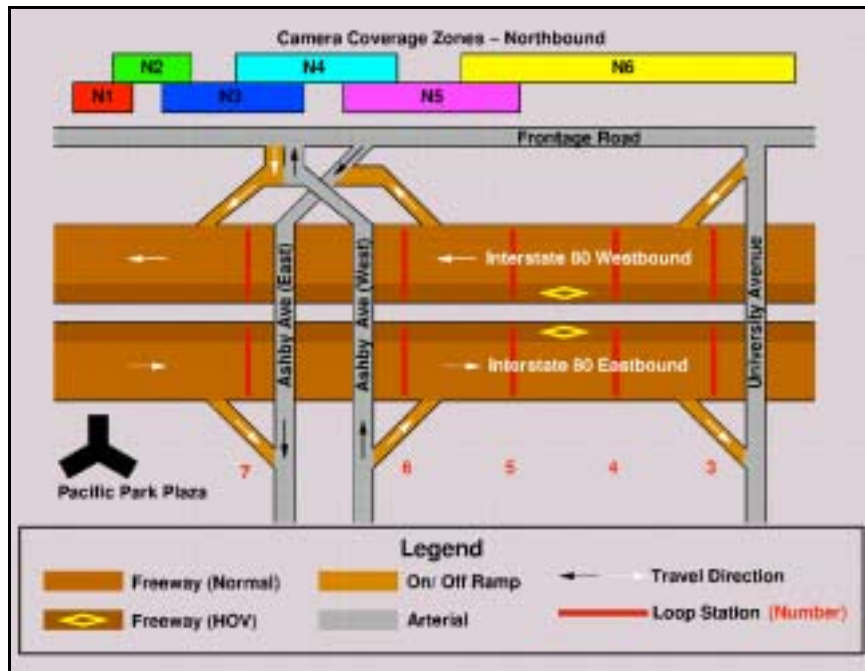 Camera Coverage Zones – Northbound
N2
N4
N6
N1
N3
N5
Frontage Road
Interstate 80 Westbound
Ashby Ave (East)
Ashby Ave (West)
University Avenue
Interstate 80 Eastbound
7
6
5
4
3
Pacific Park Plaza
Legend
Freeway (Normal)
On/ Off Ramp
Travel Direction
Freeway (HOV)
Arterial
Loop Station (Number)